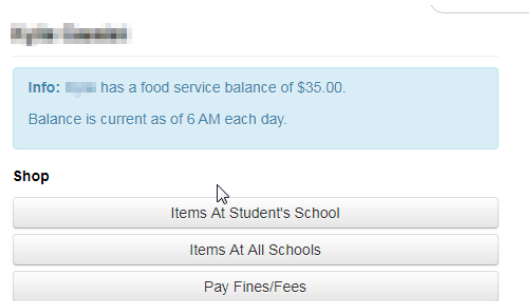 Info: has a food service balance of $35.00.
Balance is current as of 6 AM each day.
Shop
Items At Student's School
Items At All Schools
Pay Fines/Fees